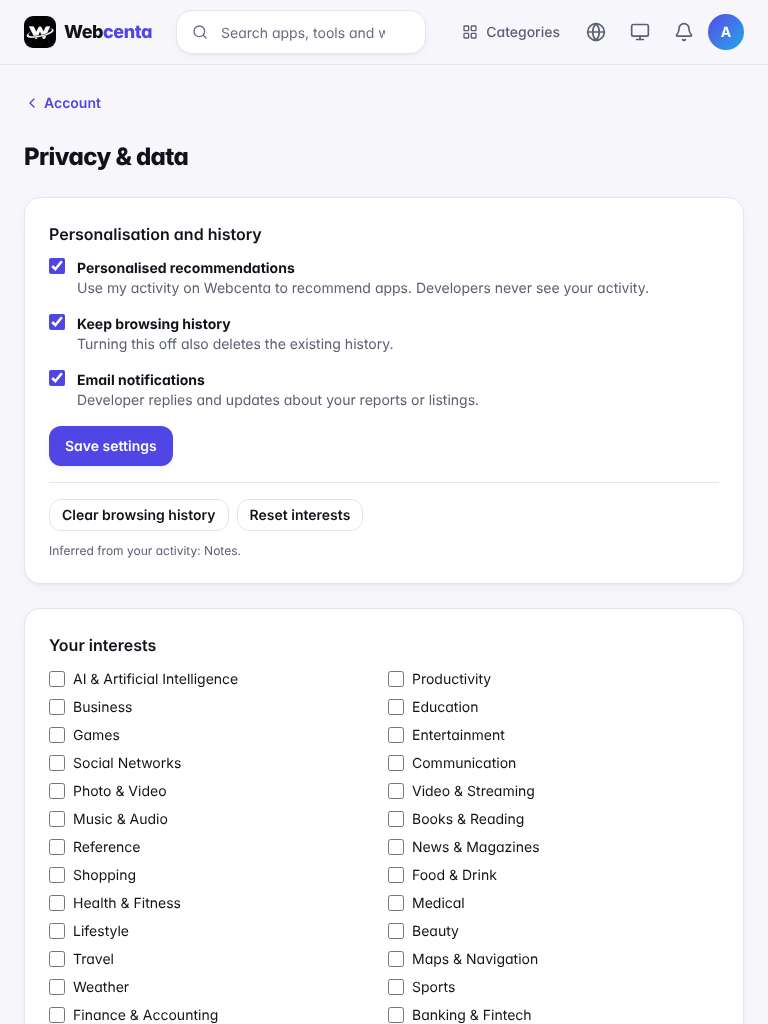 Webcenta
Search apps, tools and w
Categories
A
Account
Privacy & data
Personalisation and history
Personalised recommendations
Use my activity on Webcenta to recommend apps. Developers never see your activity.
Keep browsing history
Turning this off also deletes the existing history.
Email notifications
Developer replies and updates about your reports or listings.
Save settings
Clear browsing history
Reset interests
Inferred from your activity: Notes.
Your interests
AI & Artificial Intelligence
Productivity
Business
Education
Games
Entertainment
Social Networks
Communication
Photo & Video
Video & Streaming
Music & Audio
Books & Reading
Reference
News & Magazines
Shopping
Food & Drink
Health & Fitness
Medical
Lifestyle
Beauty
Travel
Maps & Navigation
Weather
Sports
Finance & Accounting
Banking & Fintech